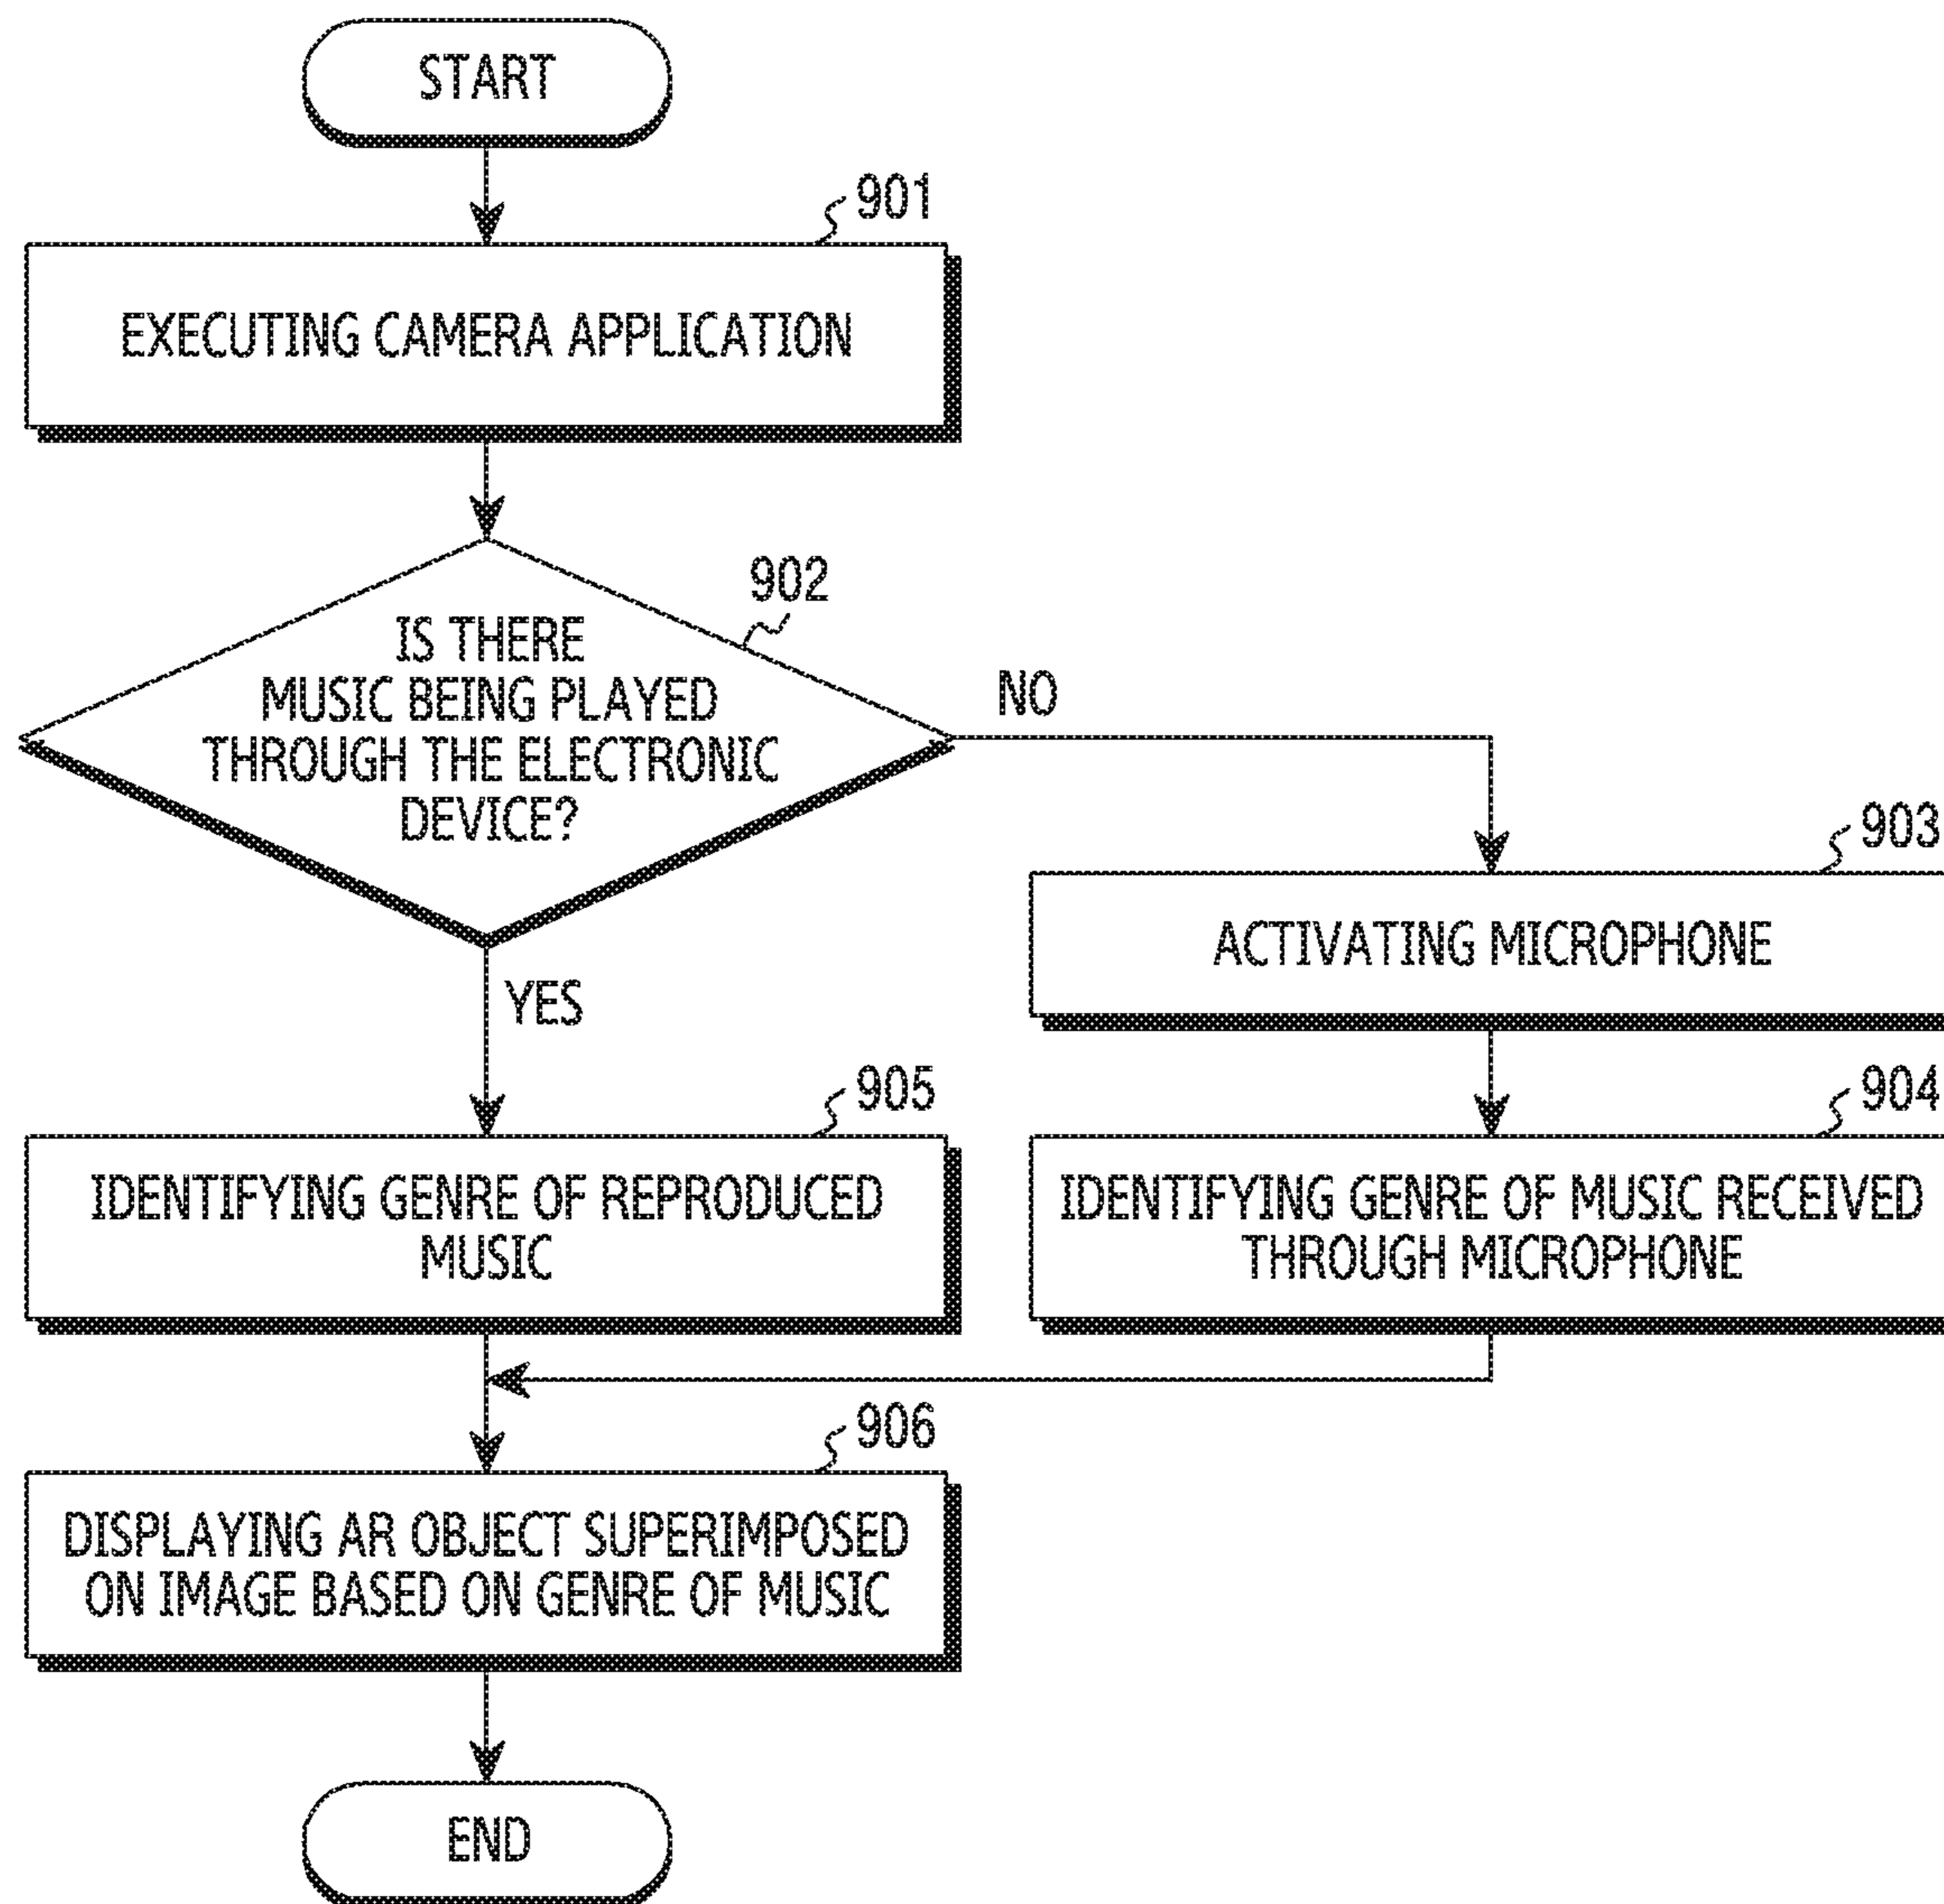 START
901
EXECUTING CAMERA APPLICATION
902
IS THERE
MUSIC BEING PLAYED
THROUGH THE ELECTRONIC
DEVICE?
NO
YES
903
ACTIVATING MICROPHONE
905
IDENTIFYING GENRE OF REPRODUCED
MUSIC
904
IDENTIFYING GENRE OF MUSIC RECEIVED
THROUGH MICROPHONE
906
DISPLAYING AR OBJECT SUPERIMPOSED
ON IMAGE BASED ON GENRE OF MUSIC
END